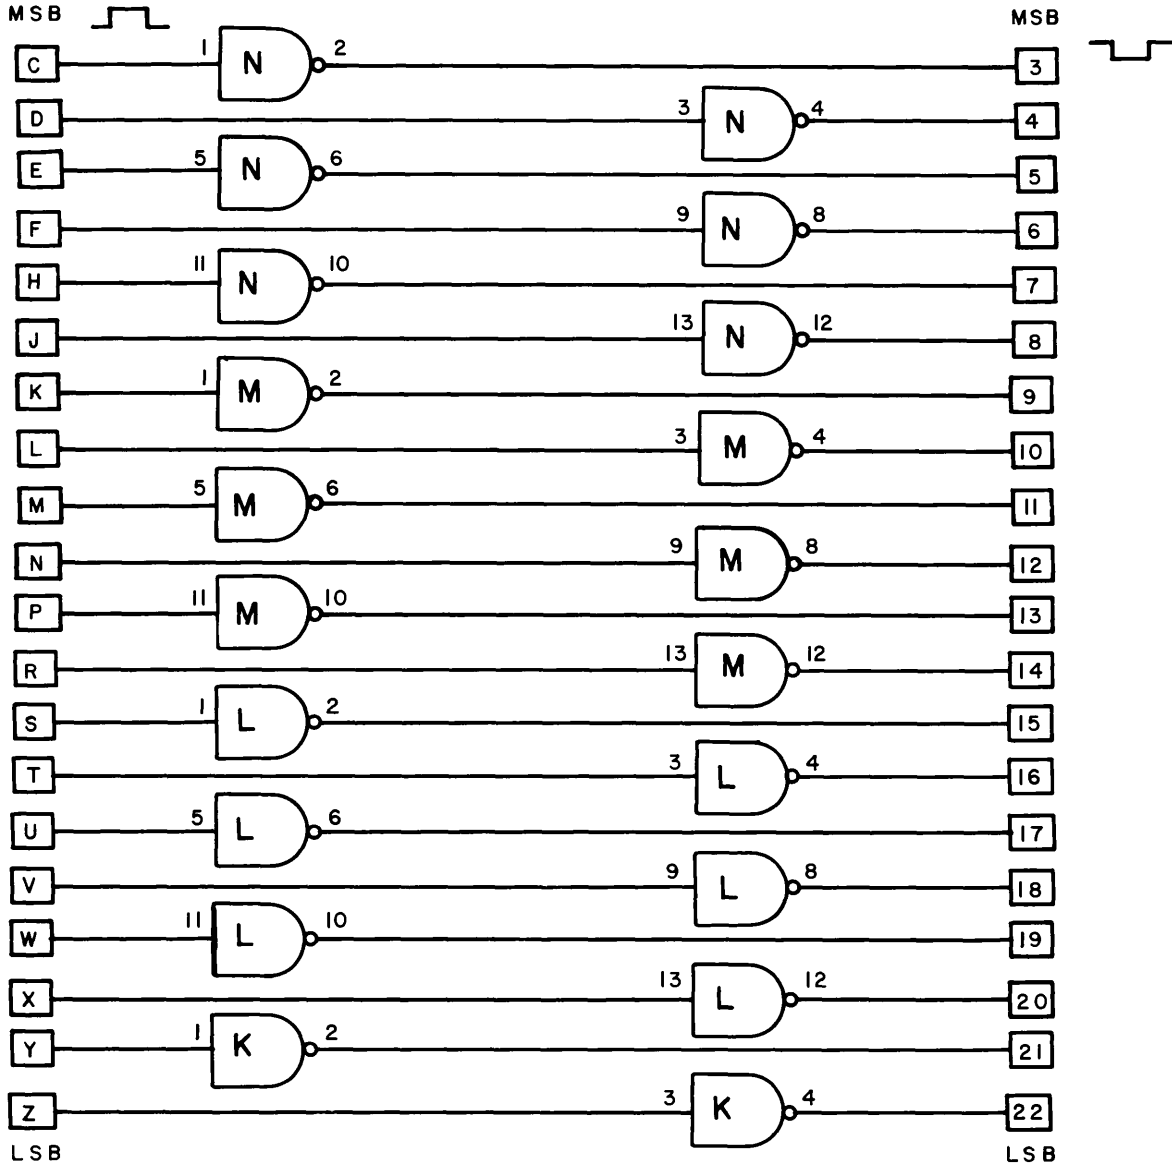 MSB MSB
C 1 N 2 3
D 3 N 4 4
E 5 N 6 5
F 9 N 8 6
H 11 N 10 7
J 13 N 12 8
K 1 M 2 9
L 3 M 4 10
M 5 M 6 11
N 9 M 8 12
P 11 M 10 13
R 13 M 12 14
S 1 L 2 15
T 3 L 4 16
U 5 L 6 17
V 9 L 8 18
W 11 L 10 19
X 13 L 12 20
Y 1 K 2 21
Z 3 K 4 22
LSB LSB